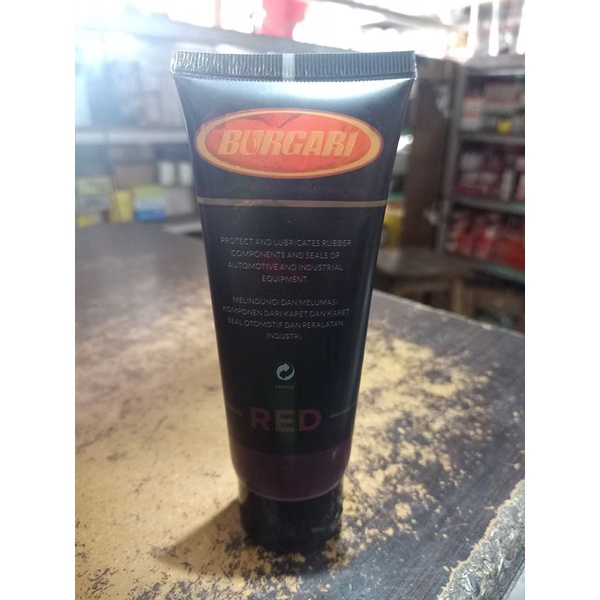 BURGARI
PROTECT AND LUBRICATES RUBBER
COMPONENTS AND SEALS OF
AUTOMOTIVE AND INDUSTRIAL
EQUIPMENT.
MELINDUNGI DAN MELUMASI
KOMPONEN DARI KARET DAN KARET
SEAL OTOMOTIF DAN PERALATAN
INDUSTRI.
RED